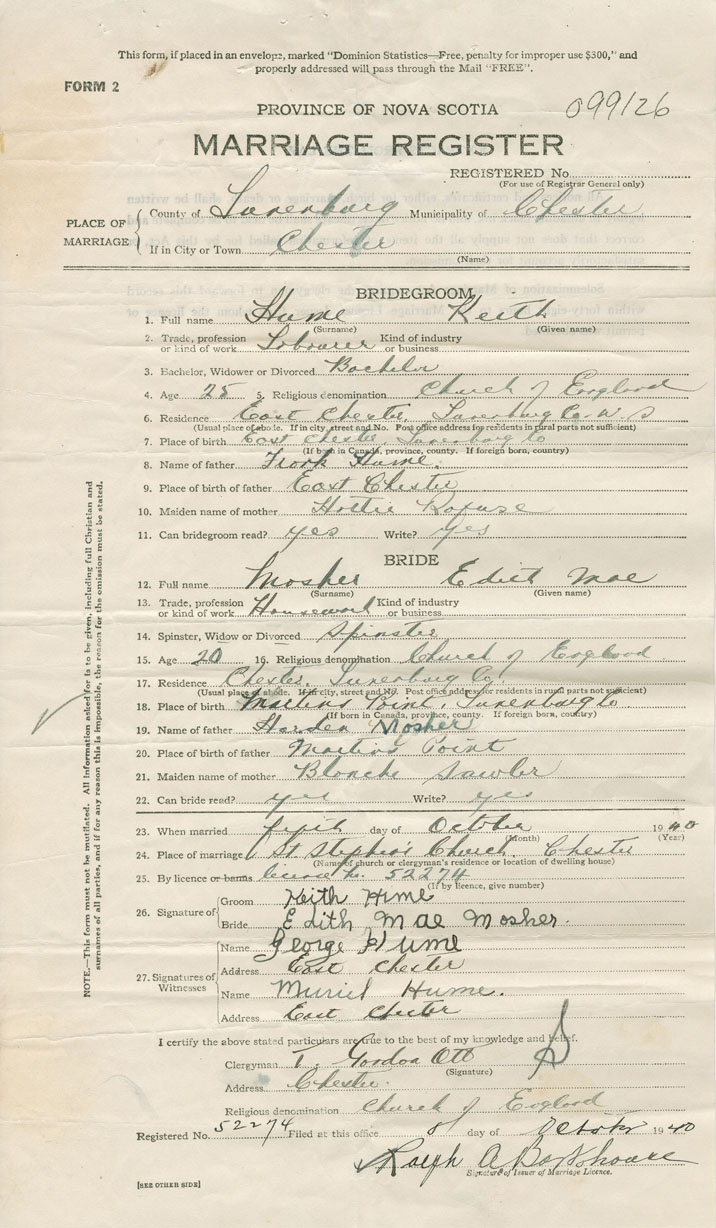 This form, if placed in an envelope, marked "Dominion Statistics—Free, penalty for improper use $300," and
properly addressed will pass through the Mail "FREE".
FORM 2
PROVINCE OF NOVA SCOTIA
099126
MARRIAGE REGISTER
REGISTERED No.
(For use of Registrar General only)
PLACE OF MARRIAGE
County of Lunenburg Municipality of Chester
If in City or Town Chester
(Name)
BRIDEGROOM
1. Full name Hume Keith
(Surname) (Given name)
2. Trade, profession or kind of work Labourer Kind of industry or business
3. Bachelor, Widower or Divorced Bachelor
4. Age 28 5. Religious denomination Church of England
6. Residence East Chester, Lunenburg Co. N. S
(Usual place of abode. If in city, street and No. Post office address for residents in rural parts not sufficient)
7. Place of birth East Chester, Lunenburg Co
(If born in Canada, province, county. If foreign born, country)
8. Name of father Frank Hume.
9. Place of birth of father East Chester
10. Maiden name of mother Hattie Rafuse
11. Can bridegroom read? yes Write? yes
BRIDE
12. Full name Mosher Edith Mae
(Surname) (Given name)
13. Trade, profession or kind of work Housework Kind of industry or business
14. Spinster, Widow or Divorced Spinster
15. Age 20 16. Religious denomination Church of England
17. Residence Chester, Lunenburg Co.
(Usual place of abode. If in city, street and No. Post office address for residents in rural parts not sufficient)
18. Place of birth Martins Point, Lunenburg Co
(If born in Canada, province, county. If foreign born, country)
19. Name of father Mosher
20. Place of birth of father Martins Point
21. Maiden name of mother Blanche Sawler
22. Can bride read? yes Write? yes
23. When married day of October 1940
(Month) (Year)
24. Place of marriage St Stephen's Church, Chester
(Name of church or clergyman's residence or location of dwelling house)
25. By licence or banns licence No. 52274
(If by licence, give number)
26. Signature of
Groom Keith Hume
Bride Edith Mae Mosher.
27. Signatures of Witnesses
Name George Hume
Address East Chester
Name Muriel Hume.
Address East Chester
I certify the above stated particulars are true to the best of my knowledge and belief.
Clergyman T. Gordon Ott
(Signature)
Address Chester.
Religious denomination Church of England
Registered No. 52274 Filed at this office 8 day of October 1940
Ralph A
Signature of Issuer of Marriage Licence.
[SEE OTHER SIDE]
NOTE.—This form must not be mutilated. All information asked for is to be given, including full Christian and
surnames of all parties, and if for any reason this is impossible, the reason for the omission must be stated.